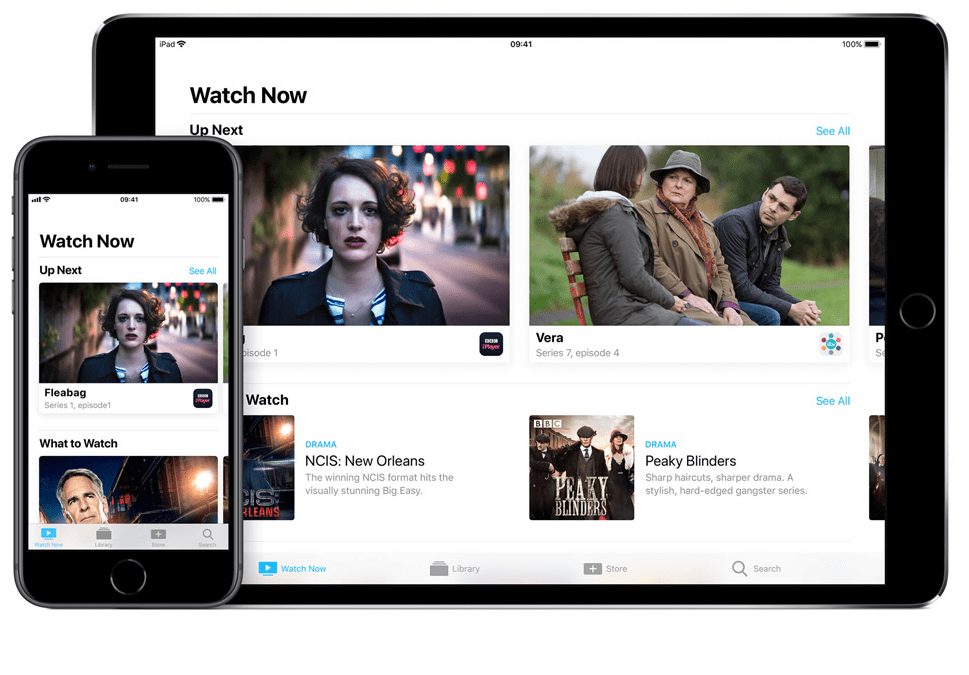 iPad
09:41
100%
Watch Now
Up Next
See All
Vera
Series 7, episode 4
itv
BBC
iPlayer
episode 1
Watch
See All
DRAMA
NCIS: New Orleans
The winning NCIS format hits the
visually stunning Big Easy.
BBC
PEAKY
BLINDERS
DRAMA
Peaky Blinders
Sharp haircuts, sharper drama. A
stylish, hard-edged gangster series.
Watch Now
Library
Store
Search
09:41
100%
Watch Now
Up Next
See All
Fleabag
Series 1, episode1
BBC
iPlayer
What to Watch
Watch Now
Library
Store
Search